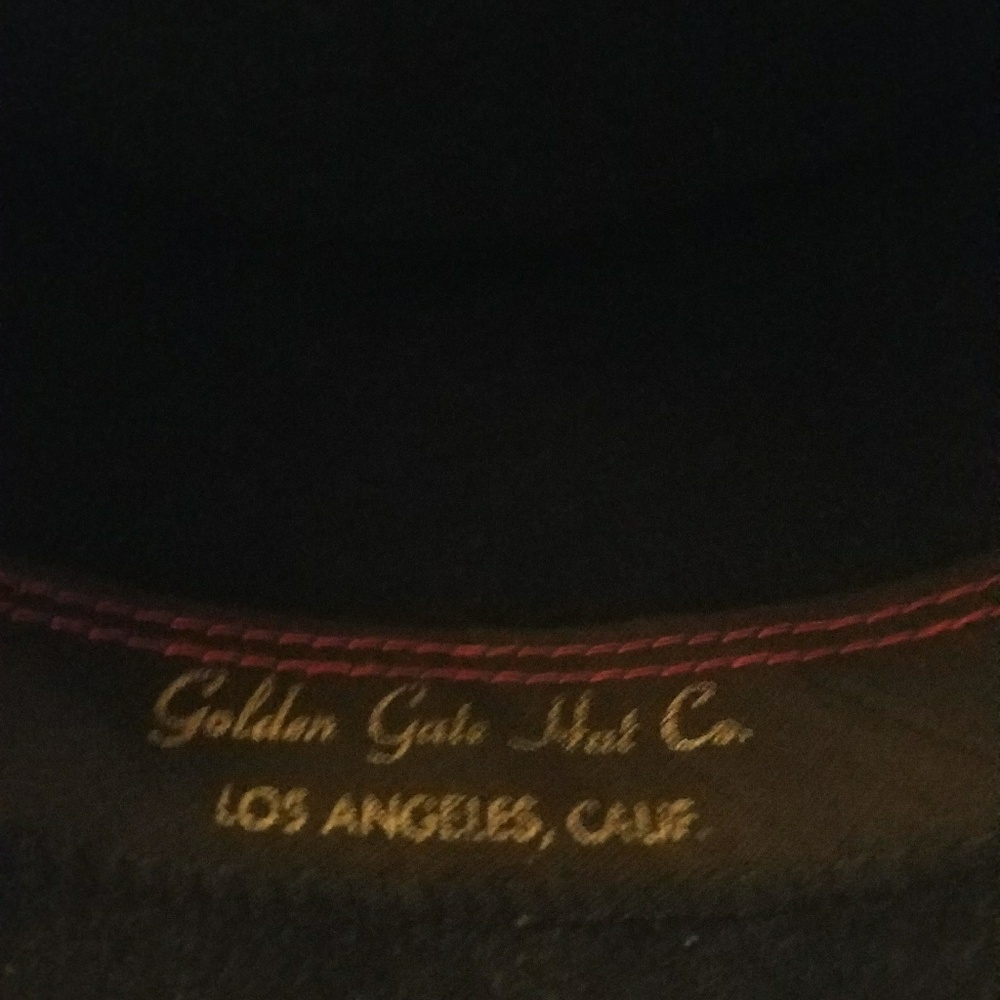 Golden Gate Hat Co.
LOS ANGELES, CALIF.